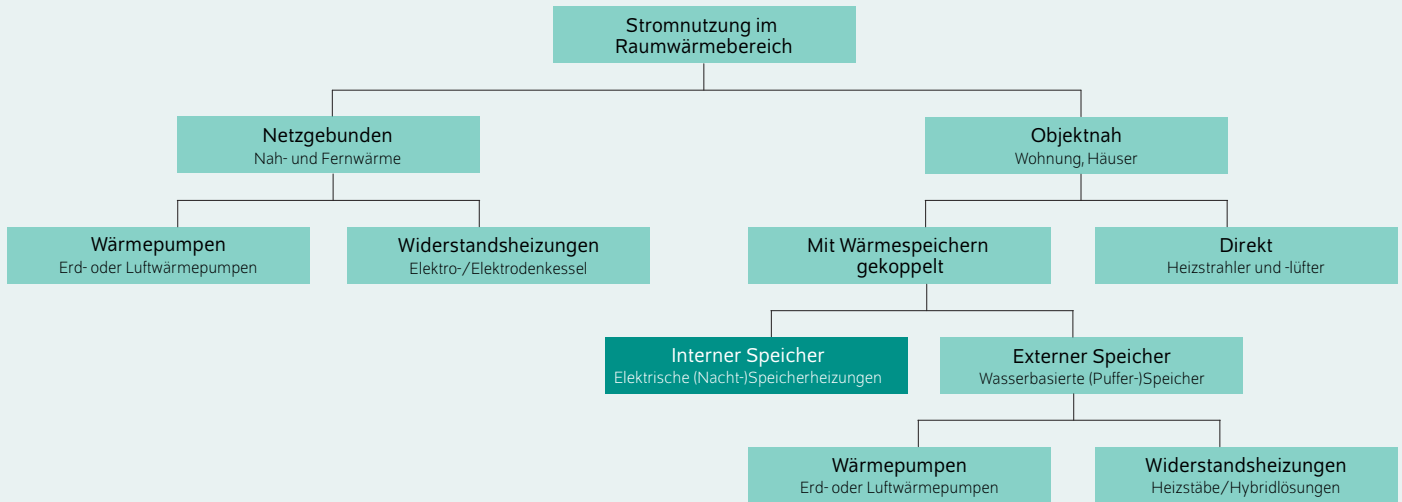 Stromnutzung im
Raumwärmebereich
Netzgebunden
Nah- und Fernwärme
Objektnah
Wohnung, Häuser
Wärmepumpen
Erd- oder Luftwärmepumpen
Widerstandsheizungen
Elektro-/Elektrodenkessel
Mit Wärmespeichern
gekoppelt
Direkt
Heizstrahler und -lüfter
Interner Speicher
Elektrische (Nacht-)Speicherheizungen
Externer Speicher
Wasserbasierte (Puffer-)Speicher
Wärmepumpen
Erd- oder Luftwärmepumpen
Widerstandsheizungen
Heizstäbe/Hybridlösungen